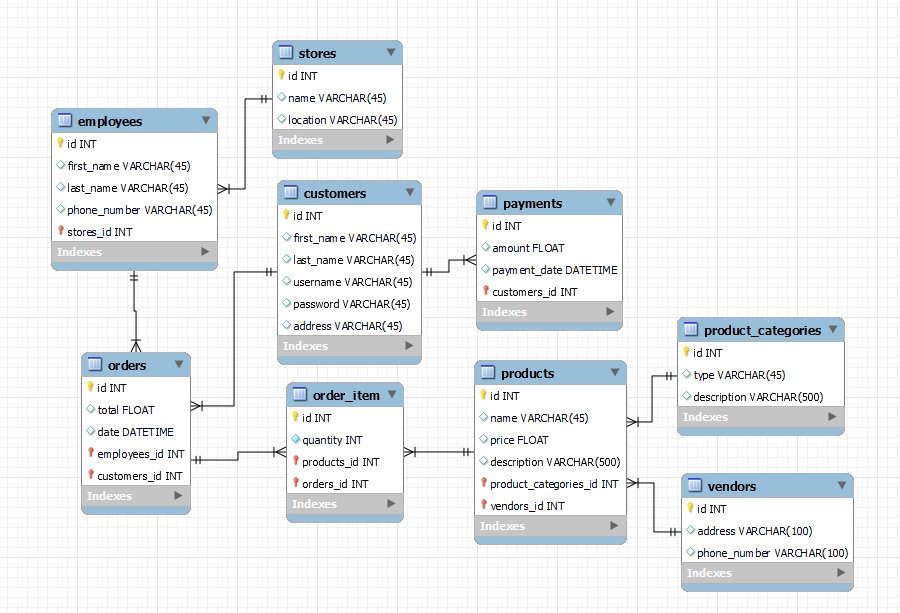 stores
id INT
name VARCHAR(45)
location VARCHAR(45)
Indexes
employees
id INT
first_name VARCHAR(45)
last_name VARCHAR(45)
phone_number VARCHAR(45)
stores_id INT
Indexes
customers
id INT
first_name VARCHAR(45)
last_name VARCHAR(45)
username VARCHAR(45)
password VARCHAR(45)
address VARCHAR(45)
Indexes
payments
id INT
amount FLOAT
payment_date DATETIME
customers_id INT
Indexes
orders
id INT
total FLOAT
date DATETIME
employees_id INT
customers_id INT
Indexes
order_item
id INT
quantity INT
products_id INT
orders_id INT
Indexes
products
id INT
name VARCHAR(45)
price FLOAT
description VARCHAR(500)
product_categories_id INT
vendors_id INT
Indexes
product_categories
id INT
type VARCHAR(45)
description VARCHAR(500)
Indexes
vendors
id INT
address VARCHAR(100)
phone_number VARCHAR(100)
Indexes